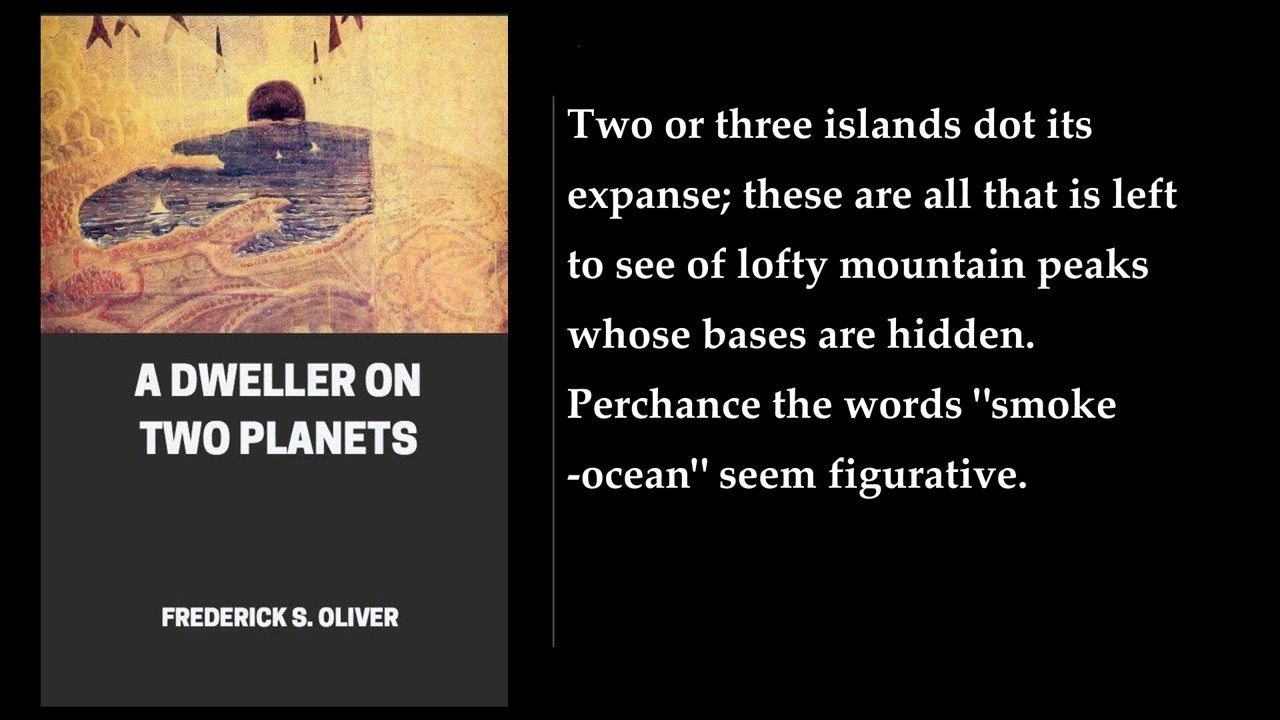 A DWELLER ON
TWO PLANETS
FREDERICK S. OLIVER
Two or three islands dot its
expanse; these are all that is left
to see of lofty mountain peaks
whose bases are hidden.
Perchance the words "smoke
-ocean" seem figurative.